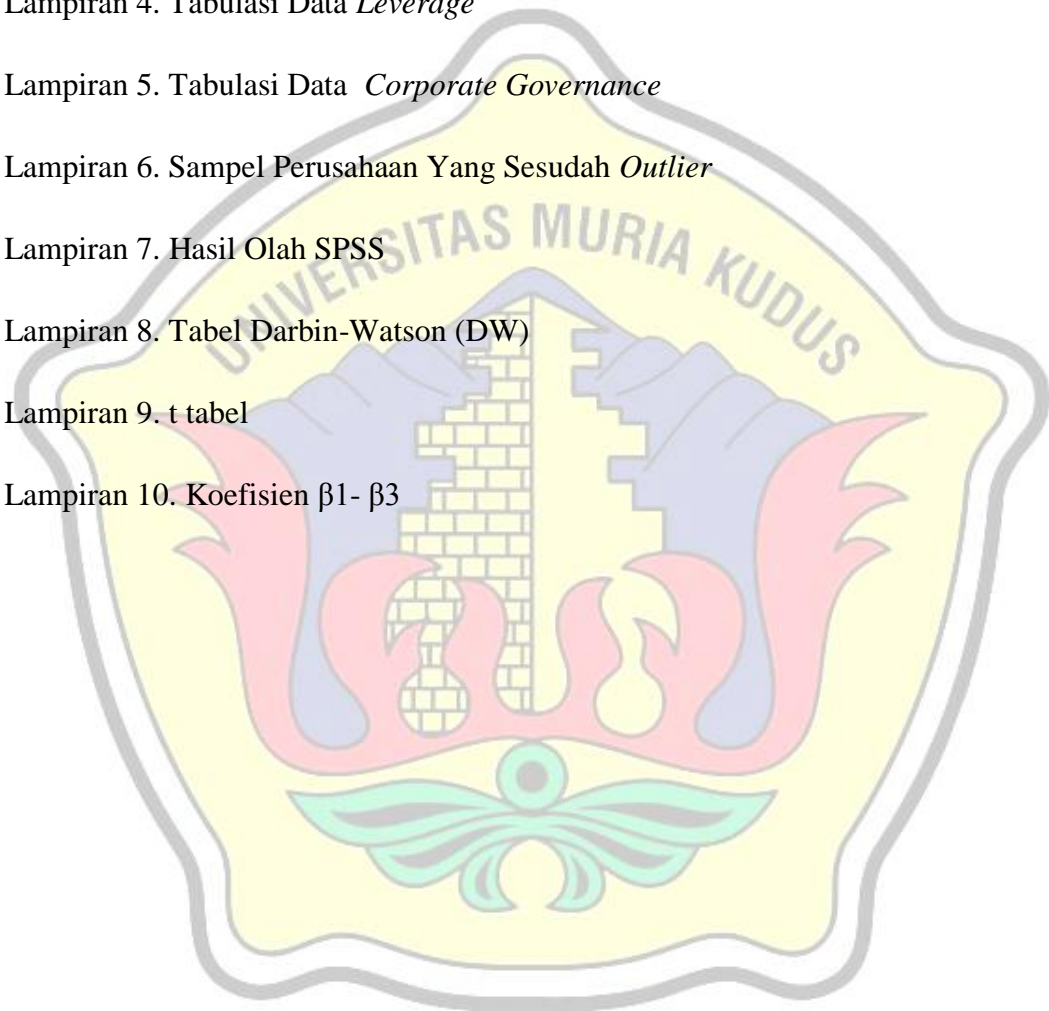 Lampiran 4. Tabulasi Data Leverage
Lampiran 5. Tabulasi Data Corporate Governance
Lampiran 6. Sampel Perusahaan Yang Sesudah Outlier
UNIVERSITAS MURIA KUDUS
Lampiran 7. Hasil Olah SPSS
Lampiran 8. Tabel Darbin-Watson (DW)
Lampiran 9. t tabel
Lampiran 10. Koefisien β1- β3